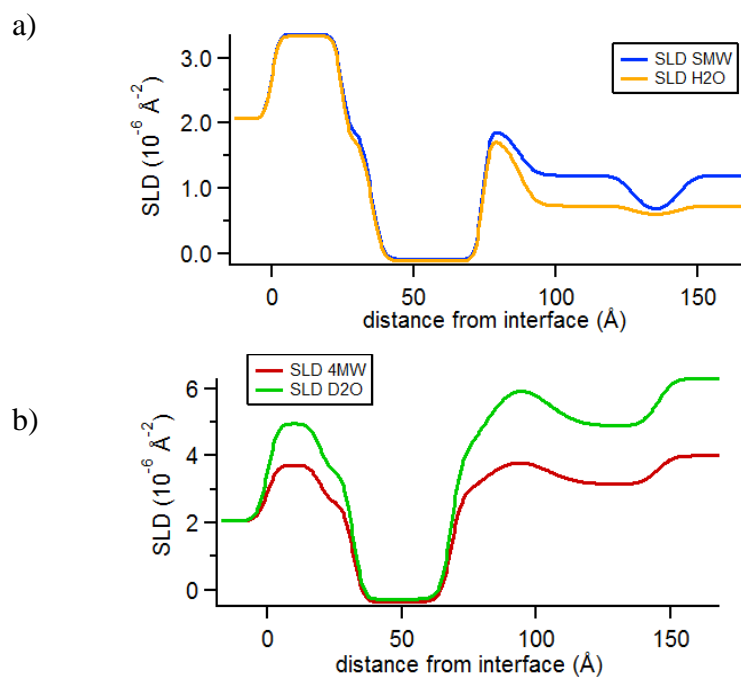 a)
SLD SMW
SLD H2O
3.0
2.0
1.0
0.0
SLD (10⁻⁶ Å⁻²)
0 50 100 150
distance from interface (Å)
b)
SLD 4MW
SLD D2O
6
4
2
0
SLD (10⁻⁶ Å⁻²)
0 50 100 150
distance from interface (Å)